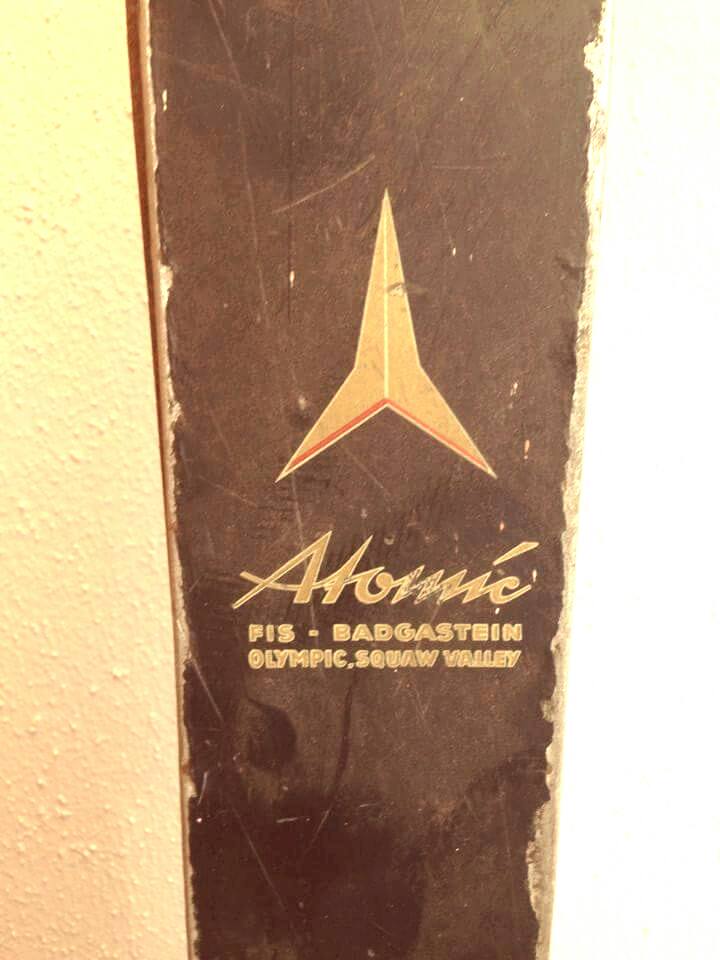 Atomic
FIS - BADGASTEIN
OLYMPIC, SQUAW VALLEY